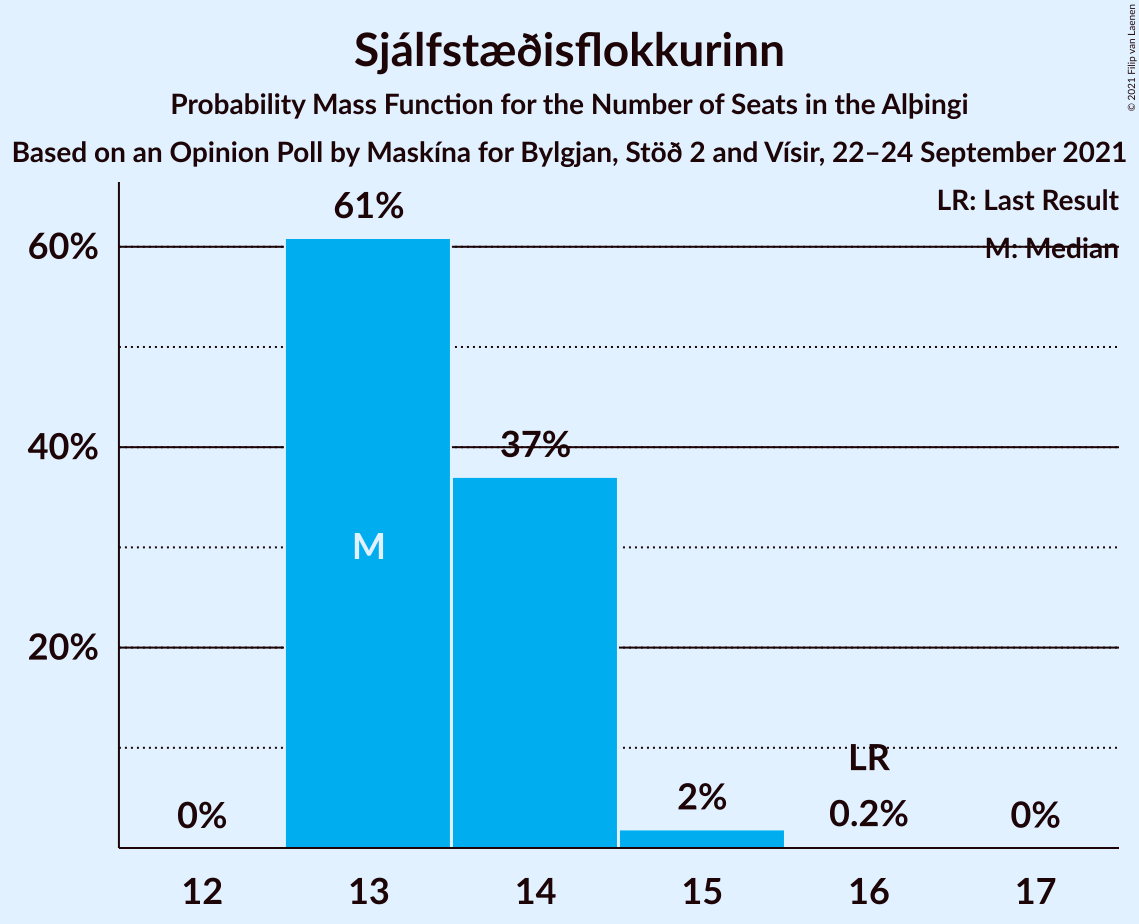 Sjálfstæðisflokkurinn
Probability Mass Function for the Number of Seats in the Alþingi
Based on an Opinion Poll by Maskína for Bylgjan, Stöð 2 and Vísir, 22–24 September 2021
© 2021 Filip van Laenen
LR: Last Result
M: Median
61%
60%
37%
40%
M
20%
LR
2%
0.2%
0%
0%
12 13 14 15 16 17